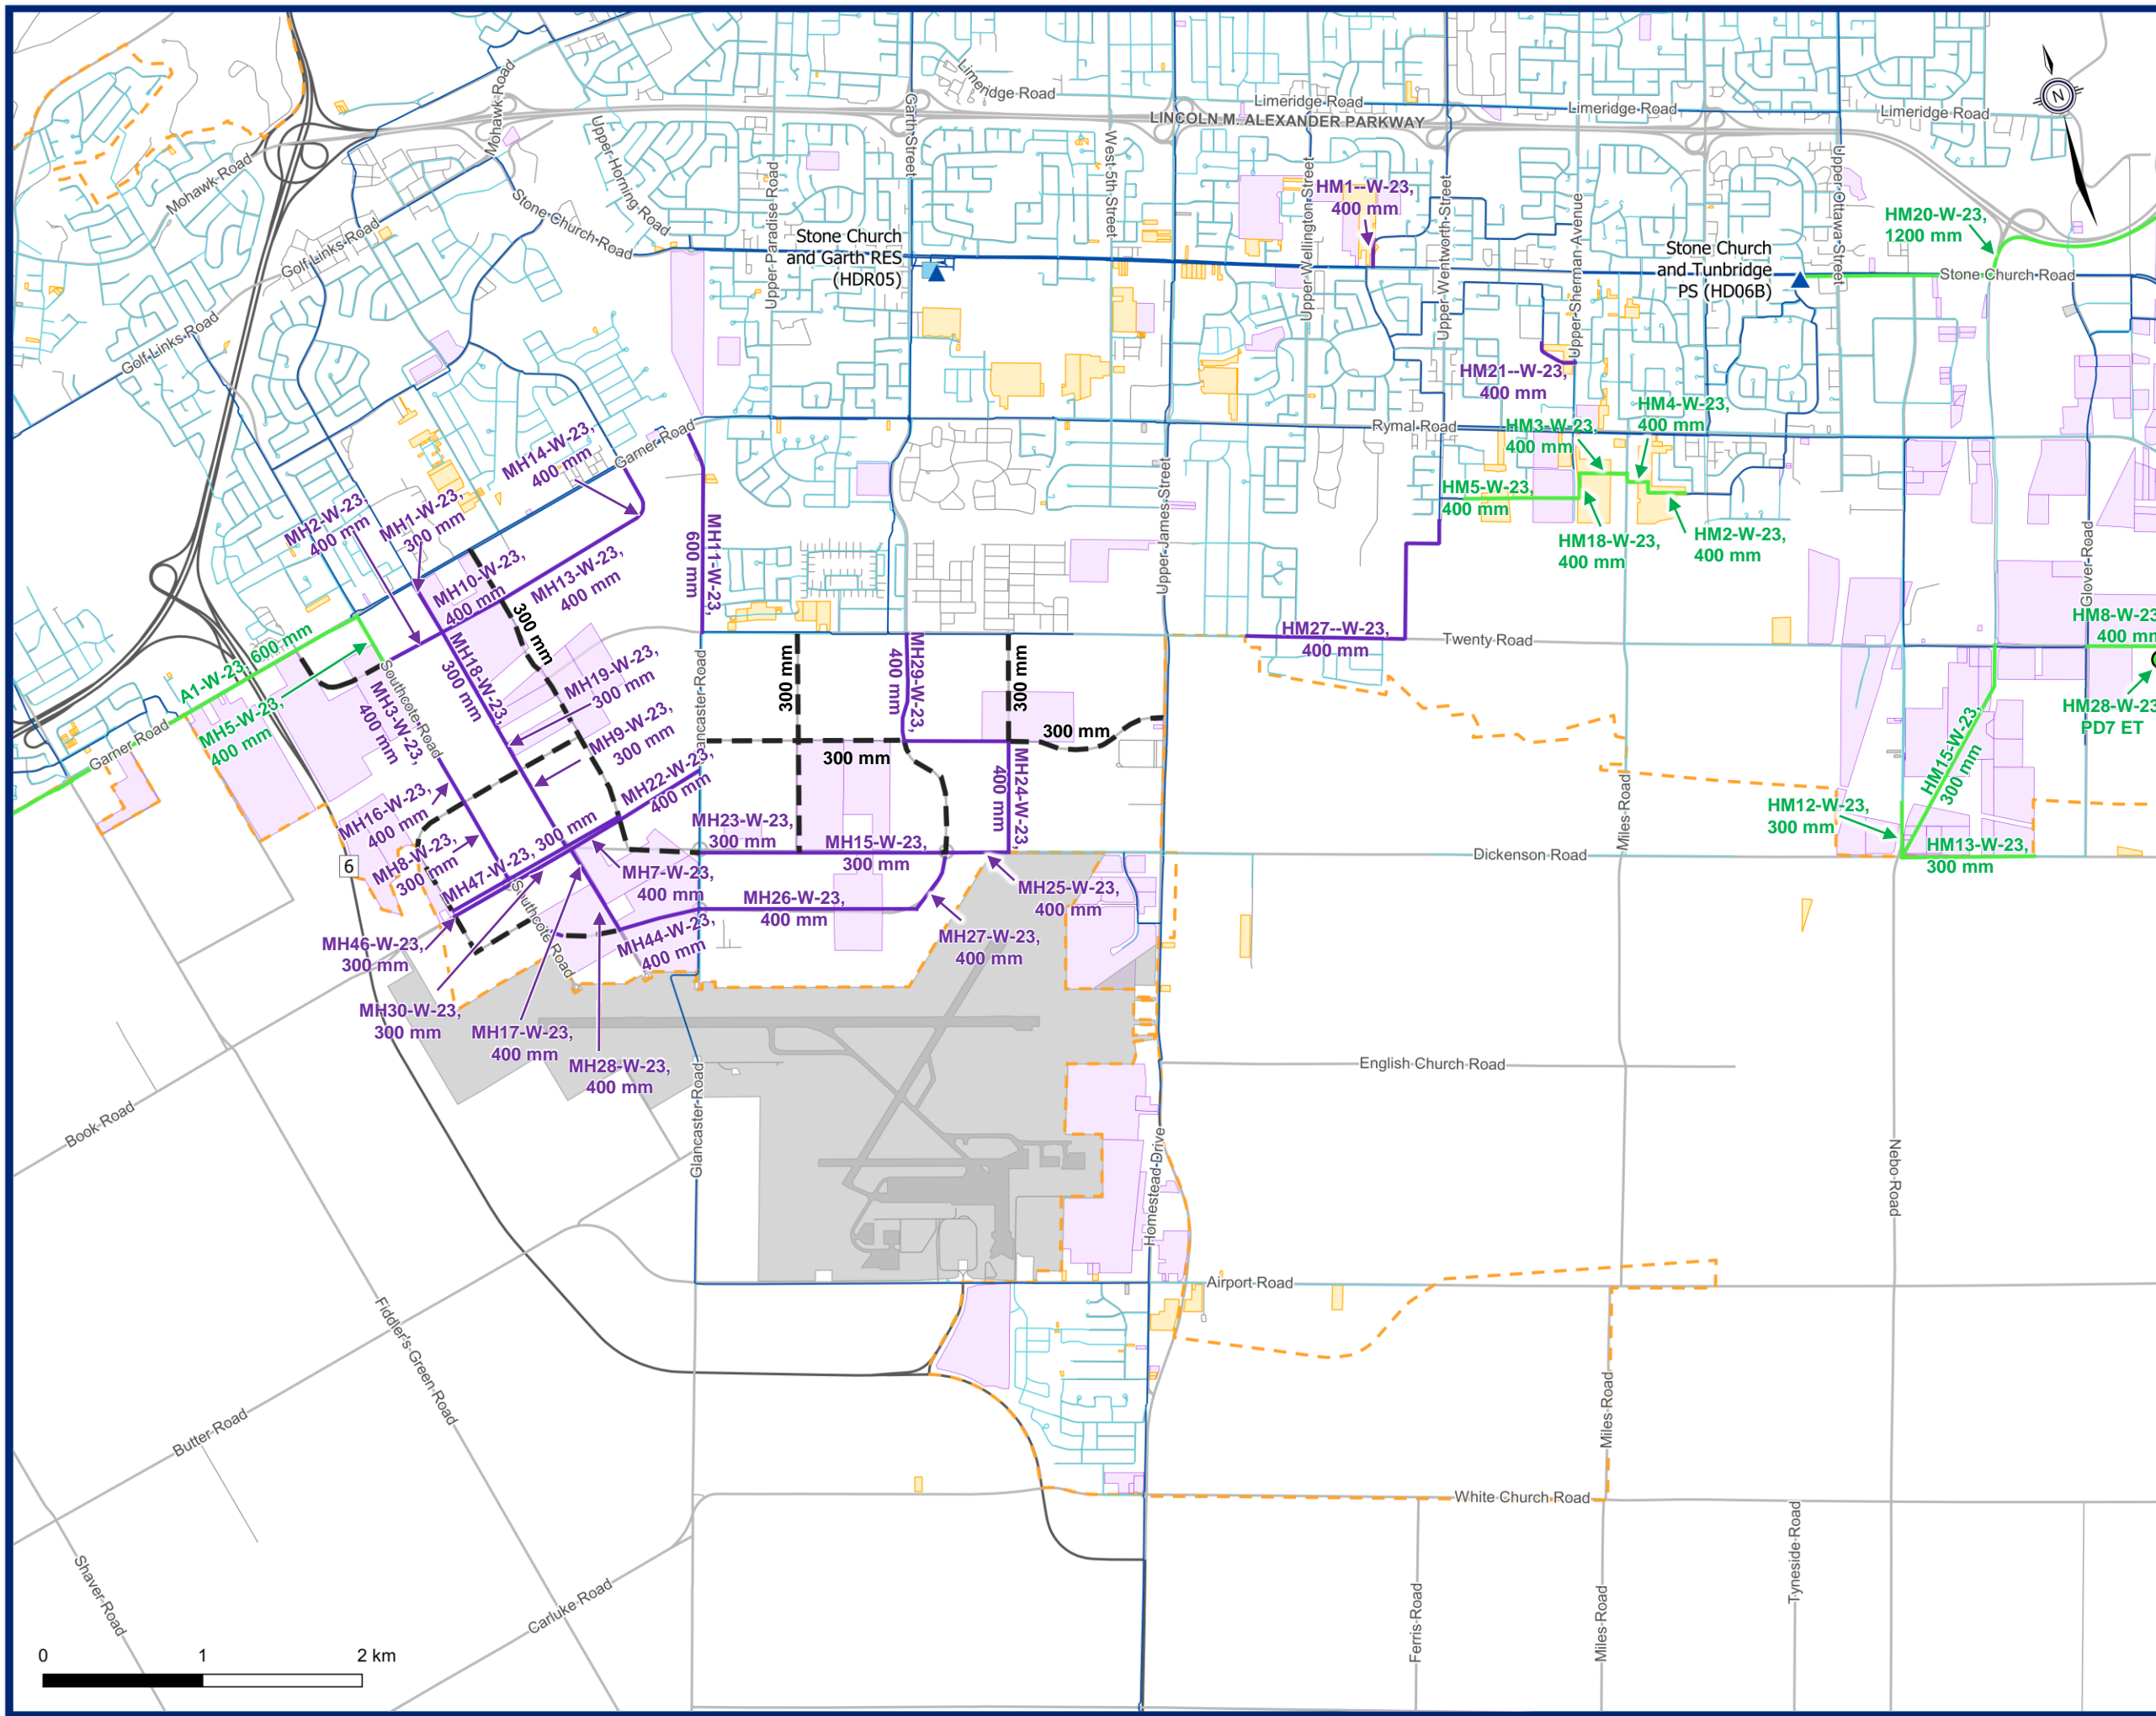 Mohawk Road
Limeridge Road
Limeridge Road
Limeridge Road
Limeridge Road
LINCOLN M. ALEXANDER PARKWAY
N
Garth Street
Upper Horning Road
Upper Paradise Road
West 5th Street
Upper Wellington Street
Upper Wentworth Street
Upper Sherman Avenue
Upper Ottawa Street
Mohawk Road
Golf Links Road
Golf Links Road
Stone Church Road
Stone Church
and Garth RES
(HDR05)
HM1--W-23,
400 mm
Stone Church
and Tunbridge
PS (HD06B)
HM20-W-23,
1200 mm
Stone Church Road
HM21--W-23,
400 mm
HM4-W-23,
400 mm
HM3-W-23,
400 mm
Rymal Road
Garner Road
HM5-W-23,
400 mm
HM18-W-23,
400 mm
HM2-W-23,
400 mm
Upper James Street
Glover Road
MH14-W-23,
400 mm
MH2-W-23,
400 mm
MH1-W-23,
300 mm
MH10-W-23,
400 mm
MH13-W-23,
400 mm
MH11-W-23,
600 mm
300 mm
HM27--W-23,
400 mm
Twenty Road
HM8-W-23
400 mm
HM28-W-23
PD7 ET
A1-W-23, 600 mm
MH5-W-23,
400 mm
Garner Road
Southcote Road
MH3-W-23,
400 mm
MH18-W-23,
300 mm
MH19-W-23,
300 mm
MH9-W-23,
300 mm
MH22-W-23,
400 mm
Glancaster Road
300 mm
MH29-W-23,
400 mm
300 mm
300 mm
300 mm
MH24-W-23,
400 mm
HM15-W-23,
300 mm
HM12-W-23,
300 mm
HM13-W-23,
300 mm
Miles Road
Dickenson Road
6
MH16-W-23,
400 mm
MH8-W-23,
300 mm
MH47-W-23, 300 mm
MH23-W-23,
300 mm
MH15-W-23,
300 mm
MH7-W-23,
400 mm
MH26-W-23,
400 mm
MH25-W-23,
400 mm
MH27-W-23,
400 mm
MH44-W-23,
400 mm
Southcote Road
MH46-W-23,
300 mm
MH30-W-23,
300 mm
MH17-W-23,
400 mm
MH28-W-23,
400 mm
English Church Road
Book Road
Glancaster Road
Homestead Drive
Nebo Road
Airport Road
Fiddler's Green Road
Butter Road
Miles Road
White Church Road
Shaver Road
Carluke Road
Ferris Road
Miles Road
Tyneside Road
0 1 2 km